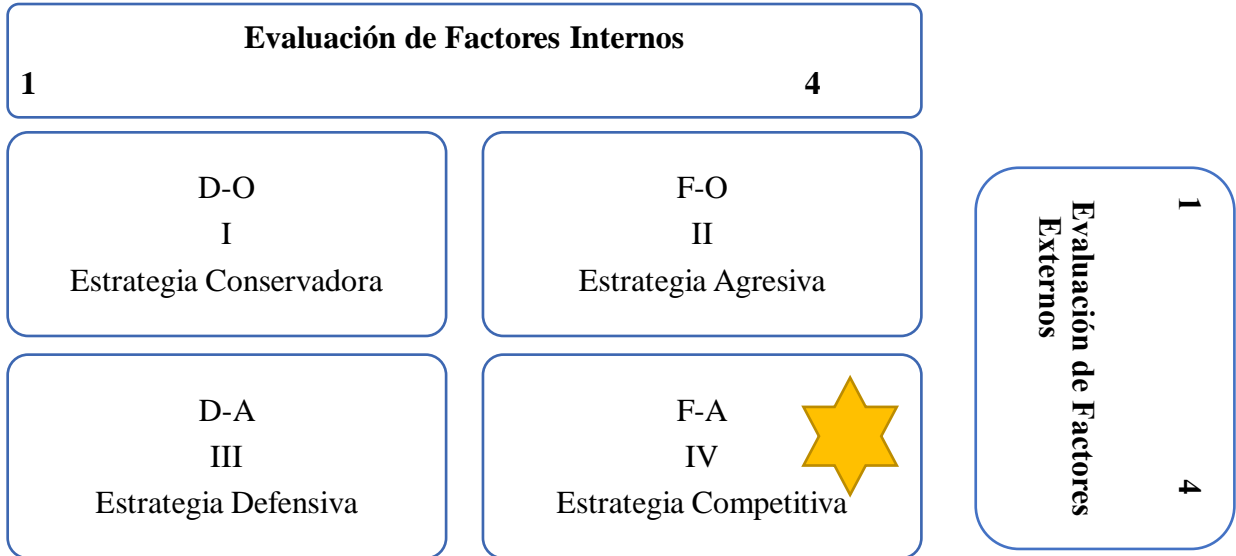 Evaluación de Factores Internos
1 4
D-O
I
Estrategia Conservadora
F-O
II
Estrategia Agresiva
D-A
III
Estrategia Defensiva
F-A
IV
Estrategia Competitiva
1 4
Evaluación de Factores
Externos